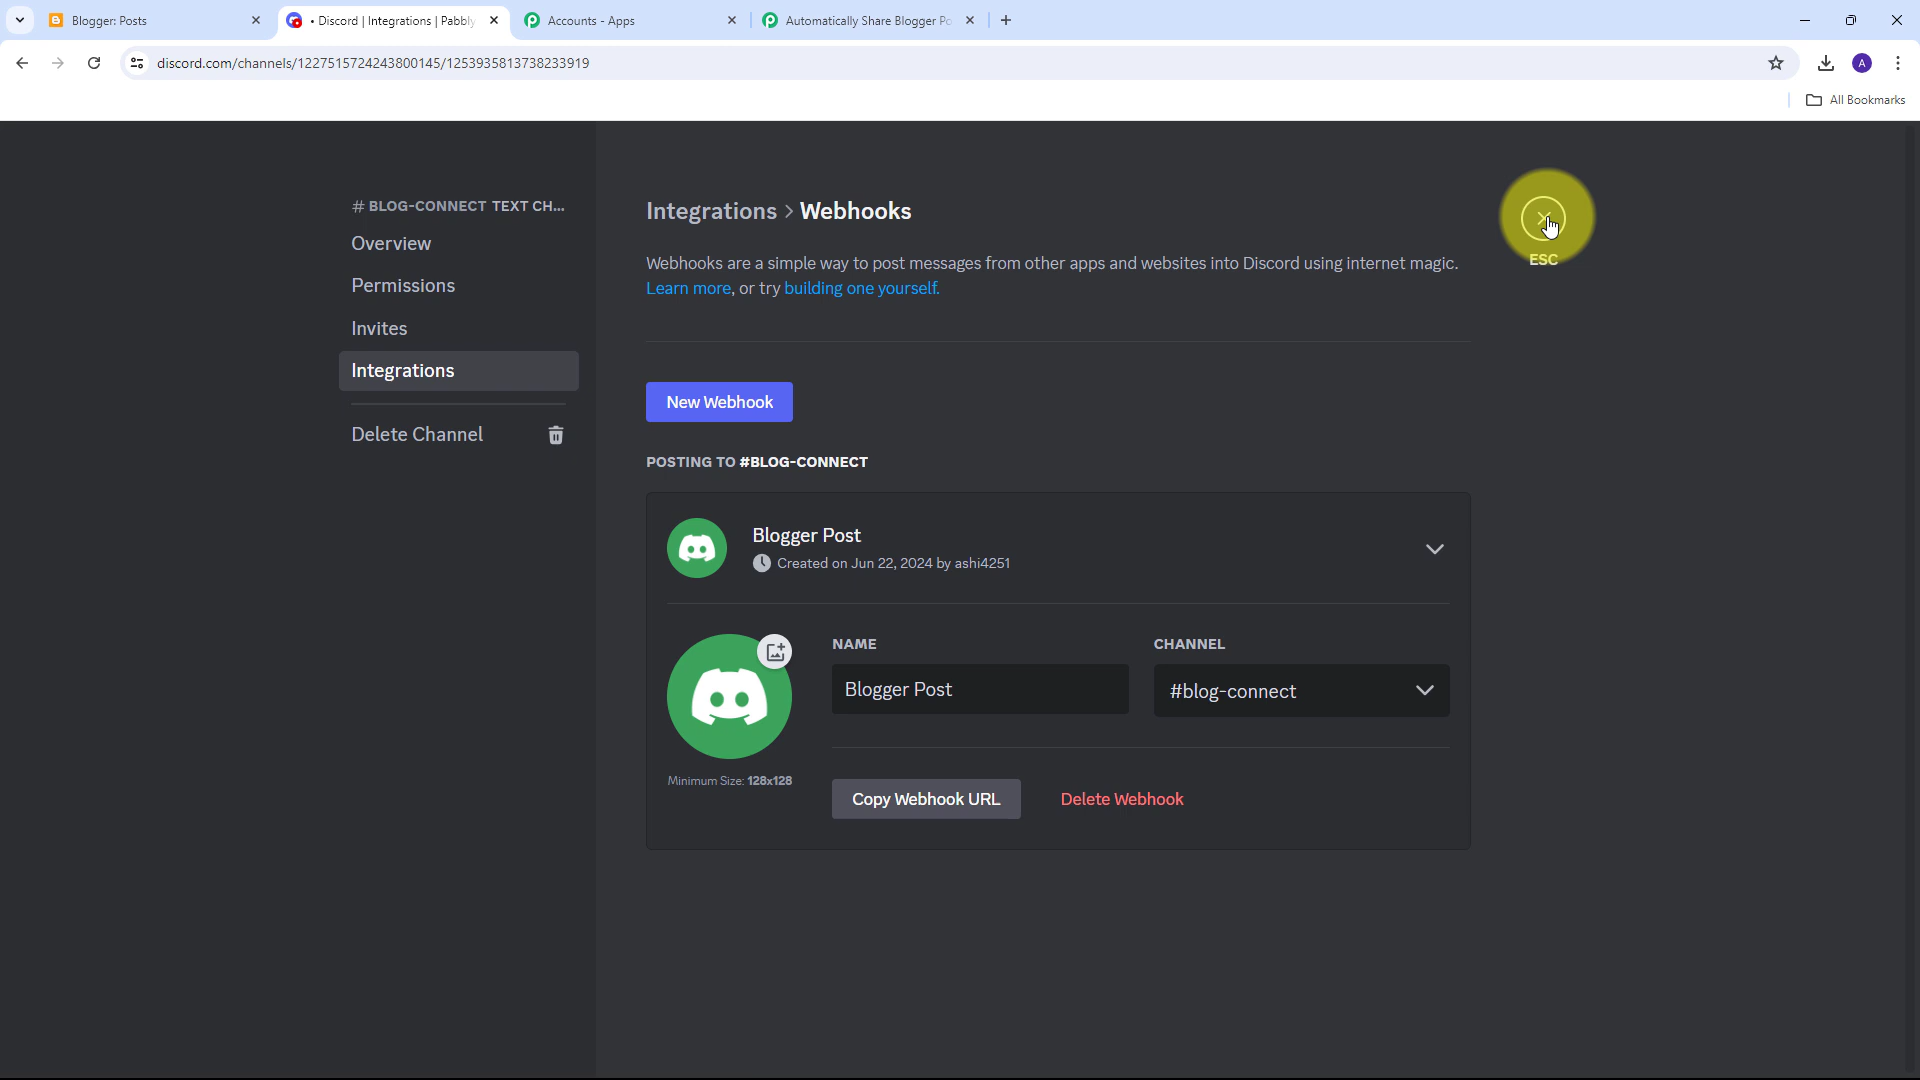 Blogger: Posts
• Discord | Integrations | Pabbly
Accounts - Apps
Automatically Share Blogger Po
discord.com/channels/1227515724243800145/1253935813738233919
A
All Bookmarks
# BLOG-CONNECT TEXT CH...
Overview
Permissions
Invites
Integrations
Delete Channel
Integrations > Webhooks
ESC
Webhooks are a simple way to post messages from other apps and websites into Discord using internet magic.
Learn more, or try building one yourself.
New Webhook
POSTING TO #BLOG-CONNECT
Blogger Post
Created on Jun 22, 2024 by ashi4251
NAME
CHANNEL
Blogger Post
#blog-connect
Minimum Size: 128x128
Copy Webhook URL
Delete Webhook